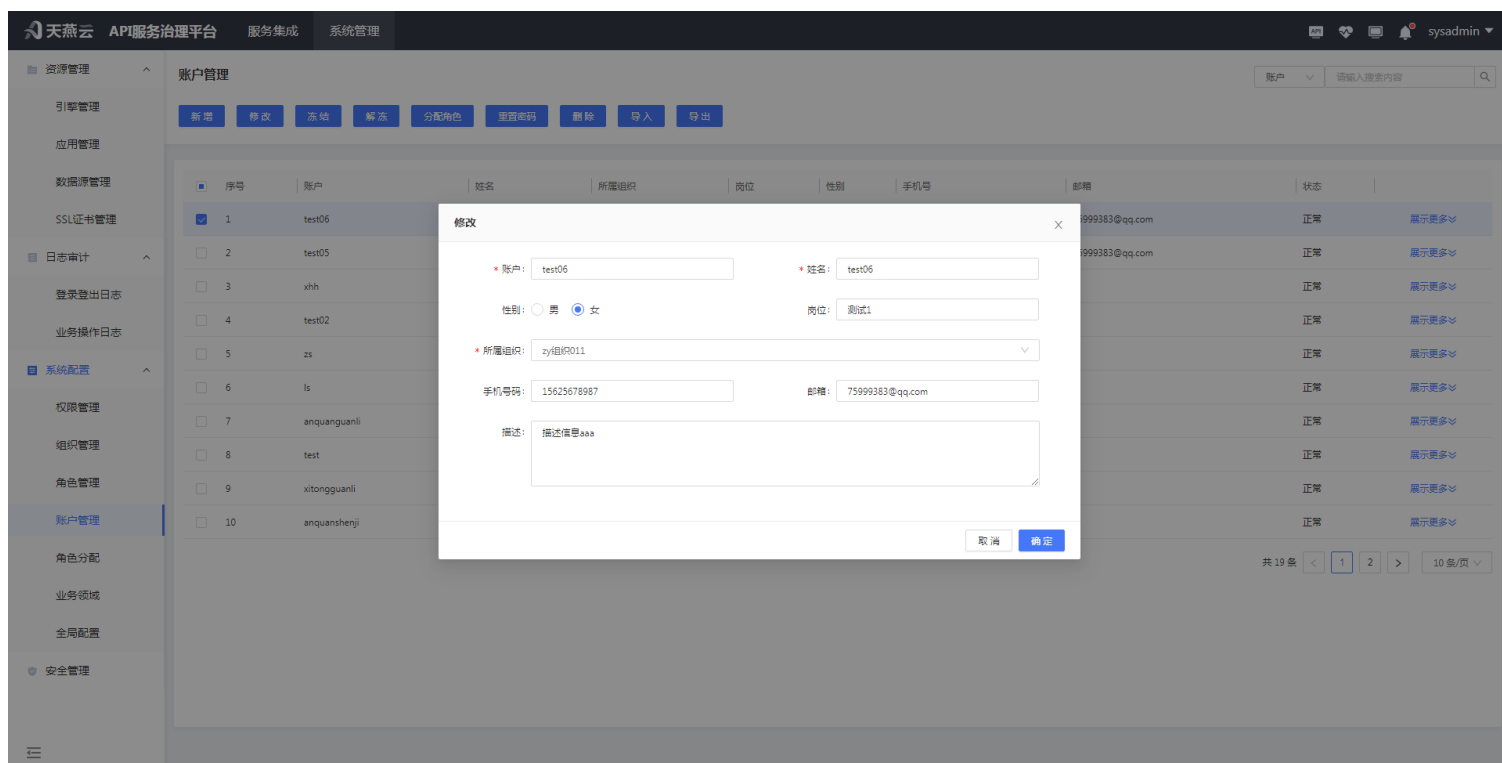 天燕云 API服务治理平台 服务集成 系统管理 sysadmin
资源管理
引擎管理
应用管理
数据源管理
SSL证书管理
日志审计
登录登出日志
业务操作日志
系统配置
权限管理
组织管理
角色管理
账户管理
角色分配
业务领域
全局配置
安全管理
账户管理 账户 请输入搜索内容
新增 修改 冻结 解冻 分配角色 重置密码 删除 导入 导出
序号 账户 姓名 所属组织 岗位 性别 手机号 邮箱 状态
1 test06 5999383@qq.com 正常 展示更多
2 test05 5999383@qq.com 正常 展示更多
3 xhh 正常 展示更多
4 test02 正常 展示更多
5 zs 正常 展示更多
6 ls 正常 展示更多
7 anquanguanli 正常 展示更多
8 test 正常 展示更多
9 xitongguanli 正常 展示更多
10 anquanshenji 正常 展示更多
共 19 条 < 1 2 > 10 条/页
修改
* 账户: test06 * 姓名: test06
性别: 男 女 岗位: 测试1
* 所属组织: zy组织011
手机号码: 15625678987 邮箱: 75999383@qq.com
描述: 描述信息aaa
取消 确定